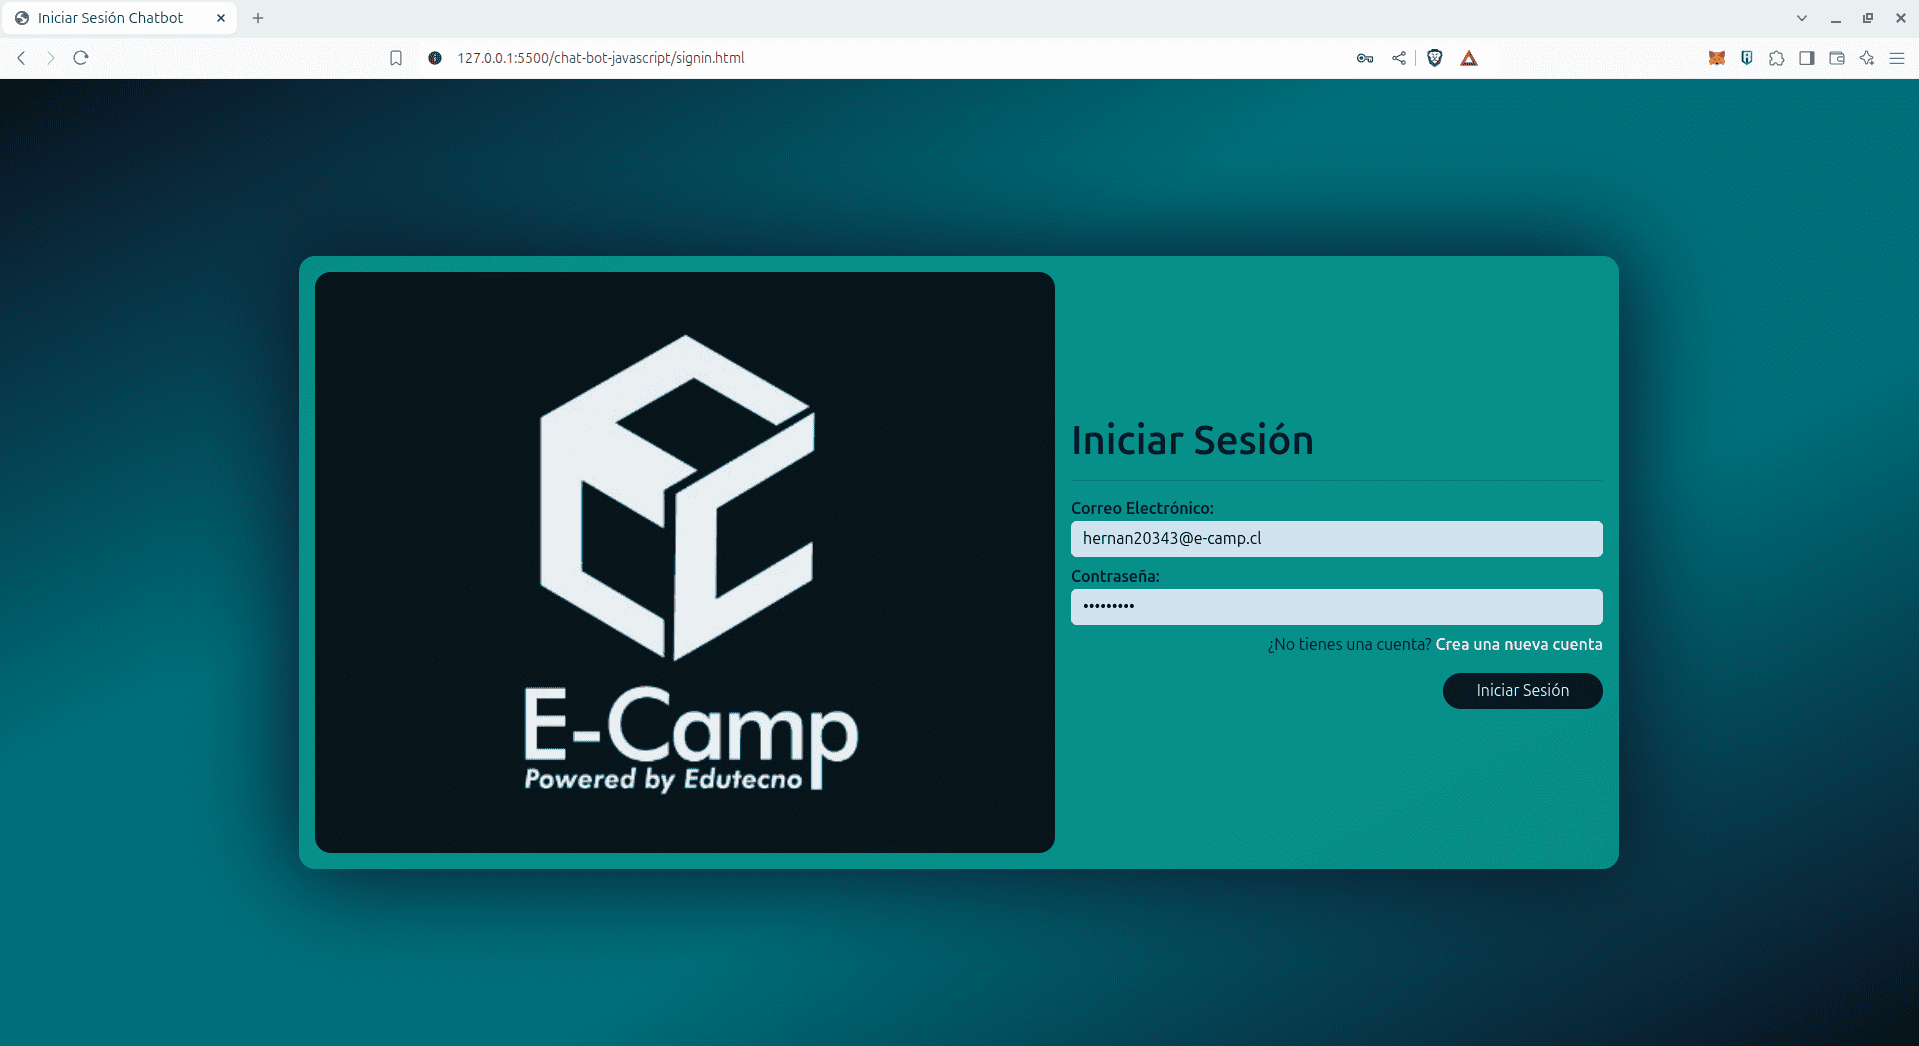 Iniciar Sesión Chatbot
127.0.0.1:5500/chat-bot-javascript/signin.html
E-Camp
Powered by Edutecno
Iniciar Sesión
Correo Electrónico:
hernan20343@e-camp.cl
Contraseña:
•••••••••
¿No tienes una cuenta? Crea una nueva cuenta
Iniciar Sesión